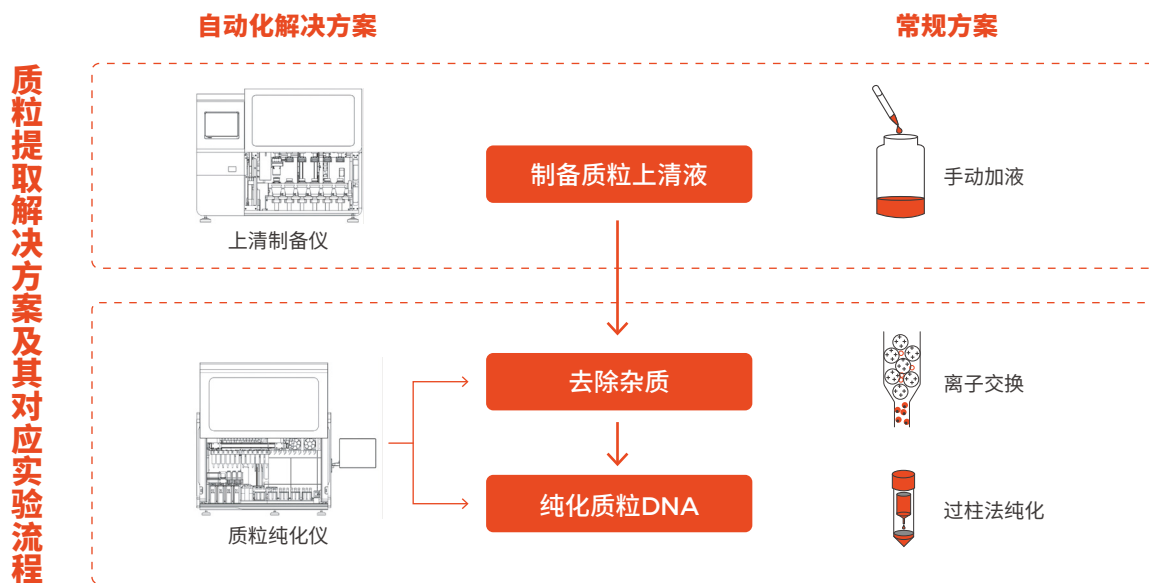 自动化解决方案
常规方案
质粒提取解决方案及其对应实验流程
制备质粒上清液
手动加液
上清制备仪
去除杂质
离子交换
纯化质粒DNA
过柱法纯化
质粒纯化仪